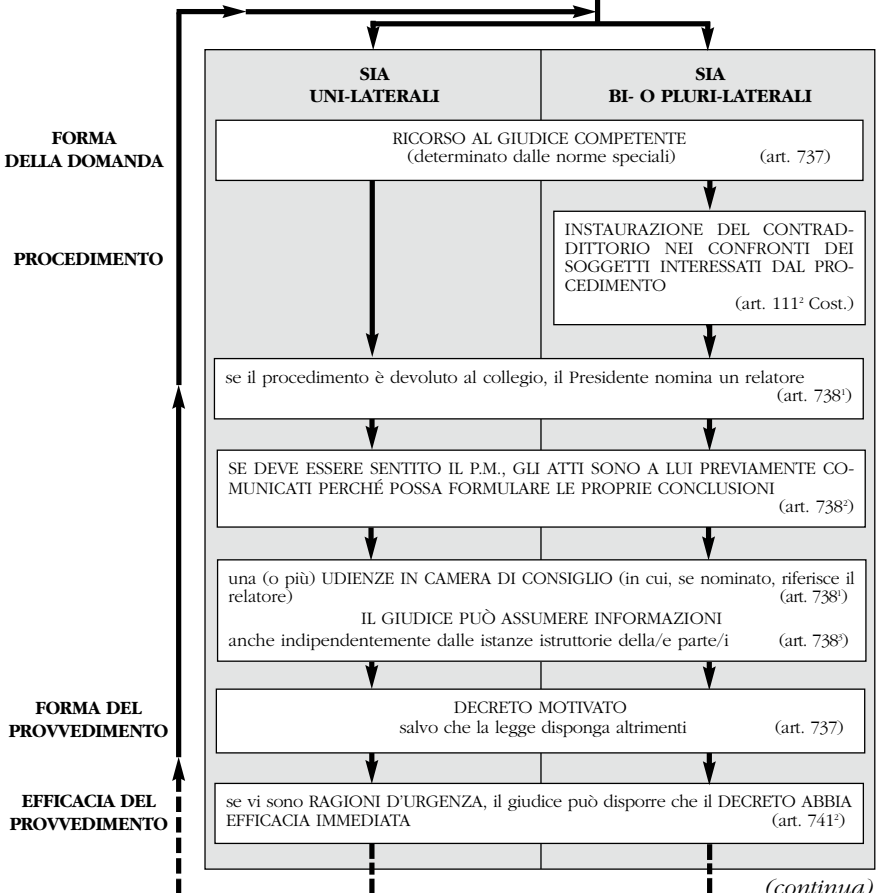 SIA
UNI-LATERALI
SIA
BI- O PLURI-LATERALI
FORMA
DELLA DOMANDA
RICORSO AL GIUDICE COMPETENTE
(determinato dalle norme speciali) (art. 737)
PROCEDIMENTO
INSTAURAZIONE DEL CONTRAD-
DITTORIO NEI CONFRONTI DEI
SOGGETTI INTERESSATI DAL PRO-
CEDIMENTO
(art. 111² Cost.)
se il procedimento è devoluto al collegio, il Presidente nomina un relatore
(art. 738¹)
SE DEVE ESSERE SENTITO IL P.M., GLI ATTI SONO A LUI PREVIAMENTE CO-
MUNICATI PERCHÉ POSSA FORMULARE LE PROPRIE CONCLUSIONI
(art. 738²)
una (o più) UDIENZE IN CAMERA DI CONSIGLIO (in cui, se nominato, riferisce il
relatore) (art. 738¹)
IL GIUDICE PUÒ ASSUMERE INFORMAZIONI
anche indipendentemente dalle istanze istruttorie della/e parte/i (art. 738³)
FORMA DEL
PROVVEDIMENTO
DECRETO MOTIVATO
salvo che la legge disponga altrimenti (art. 737)
EFFICACIA DEL
PROVVEDIMENTO
se vi sono RAGIONI D'URGENZA, il giudice può disporre che il DECRETO ABBIA
EFFICACIA IMMEDIATA (art. 741²)
(continua)